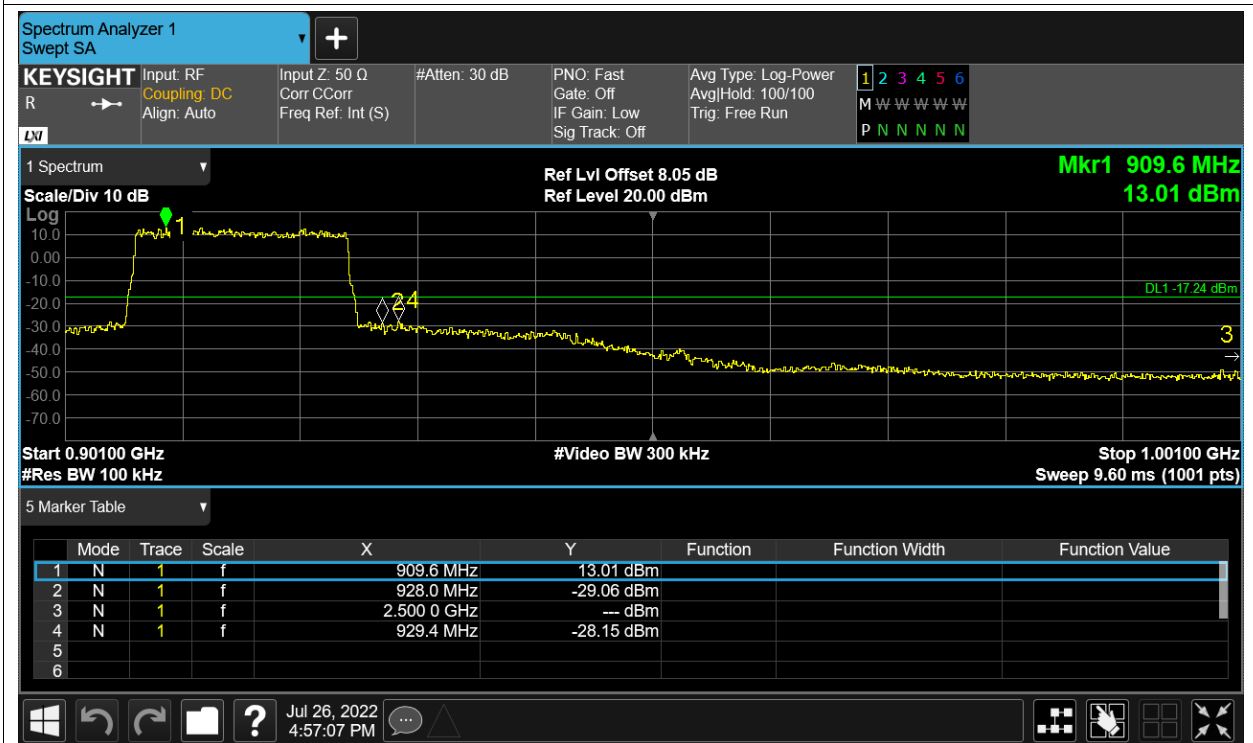 Spectrum Analyzer 1
Swept SA
+
KEYSIGHT Input: RF Input Z: 50 Ω #Atten: 30 dB PNO: Fast Avg Type: Log-Power 1 2 3 4 5 6
R Coupling: DC Corr CCorr Gate: Off Avg|Hold: 100/100 M W W W W W
Align: Auto Freq Ref: Int (S) IF Gain: Low Trig: Free Run
LXI Sig Track: Off P N N N N N
1 Spectrum Ref Lvl Offset 8.05 dB Mkr1 909.6 MHz
Scale/Div 10 dB Ref Level 20.00 dBm 13.01 dBm
Log
1
10.0
0.00
-10.0
DL1 -17.24 dBm
-20.0 2 4
-30.0 3
-40.0
-50.0
-60.0
-70.0
Start 0.90100 GHz #Video BW 300 kHz Stop 1.00100 GHz
#Res BW 100 kHz Sweep 9.60 ms (1001 pts)
5 Marker Table
Mode Trace Scale X Y Function Function Width Function Value
1 N 1 f 909.6 MHz 13.01 dBm
2 N 1 f 928.0 MHz -29.06 dBm
3 N 1 f 2.500 0 GHz --- dBm
4 N 1 f 929.4 MHz -28.15 dBm
5
6
? Jul 26, 2022
4:57:07 PM